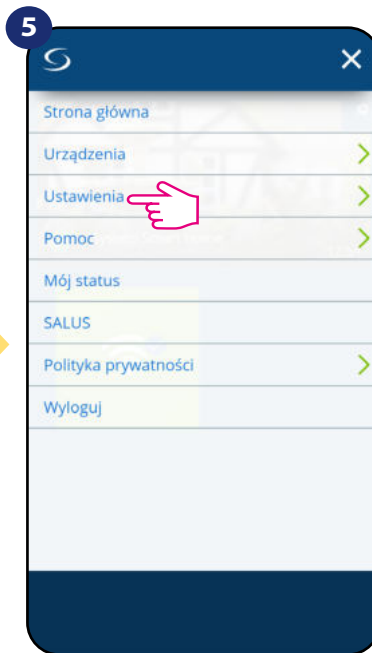 5
Strona główna
Urządzenia
Ustawienia
Pomoc
Mój status
SALUS
Polityka prywatności
Wyloguj